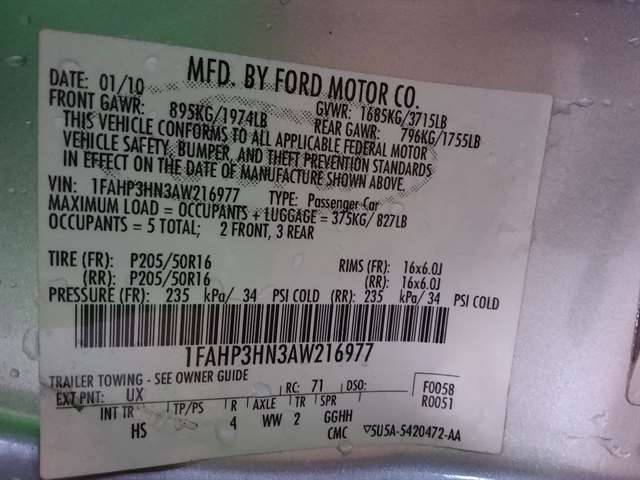 MFD. BY FORD MOTOR CO.
DATE: 01/10
FRONT GAWR: 895KG/1974LB
GVWR: 1685KG/3715LB
REAR GAWR: 796KG/1755LB
THIS VEHICLE CONFORMS TO ALL APPLICABLE FEDERAL MOTOR
VEHICLE SAFETY, BUMPER, AND THEFT PREVENTION STANDARDS
IN EFFECT ON THE DATE OF MANUFACTURE SHOWN ABOVE.
VIN: 1FAHP3HN3AW216977 TYPE: Passenger Car
MAXIMUM LOAD = OCCUPANTS + LUGGAGE = 375KG/ 827LB
OCCUPANTS = 5 TOTAL; 2 FRONT, 3 REAR
TIRE (FR): P205/50R16 RIMS (FR): 16x6.0J
(RR): P205/50R16 (RR): 16x6.0J
PRESSURE (FR): 235 kPa/ 34 PSI COLD (RR): 235 kPa/ 34 PSI COLD
1FAHP3HN3AW216977
TRAILER TOWING - SEE OWNER GUIDE
EXT PNT: UX RC: 71 DSO: F0058
R0051
INT TR TP/PS R AXLE TR SPR
HS 4 WW 2 GGHH
CMC ▽5U5A-5420472-AA